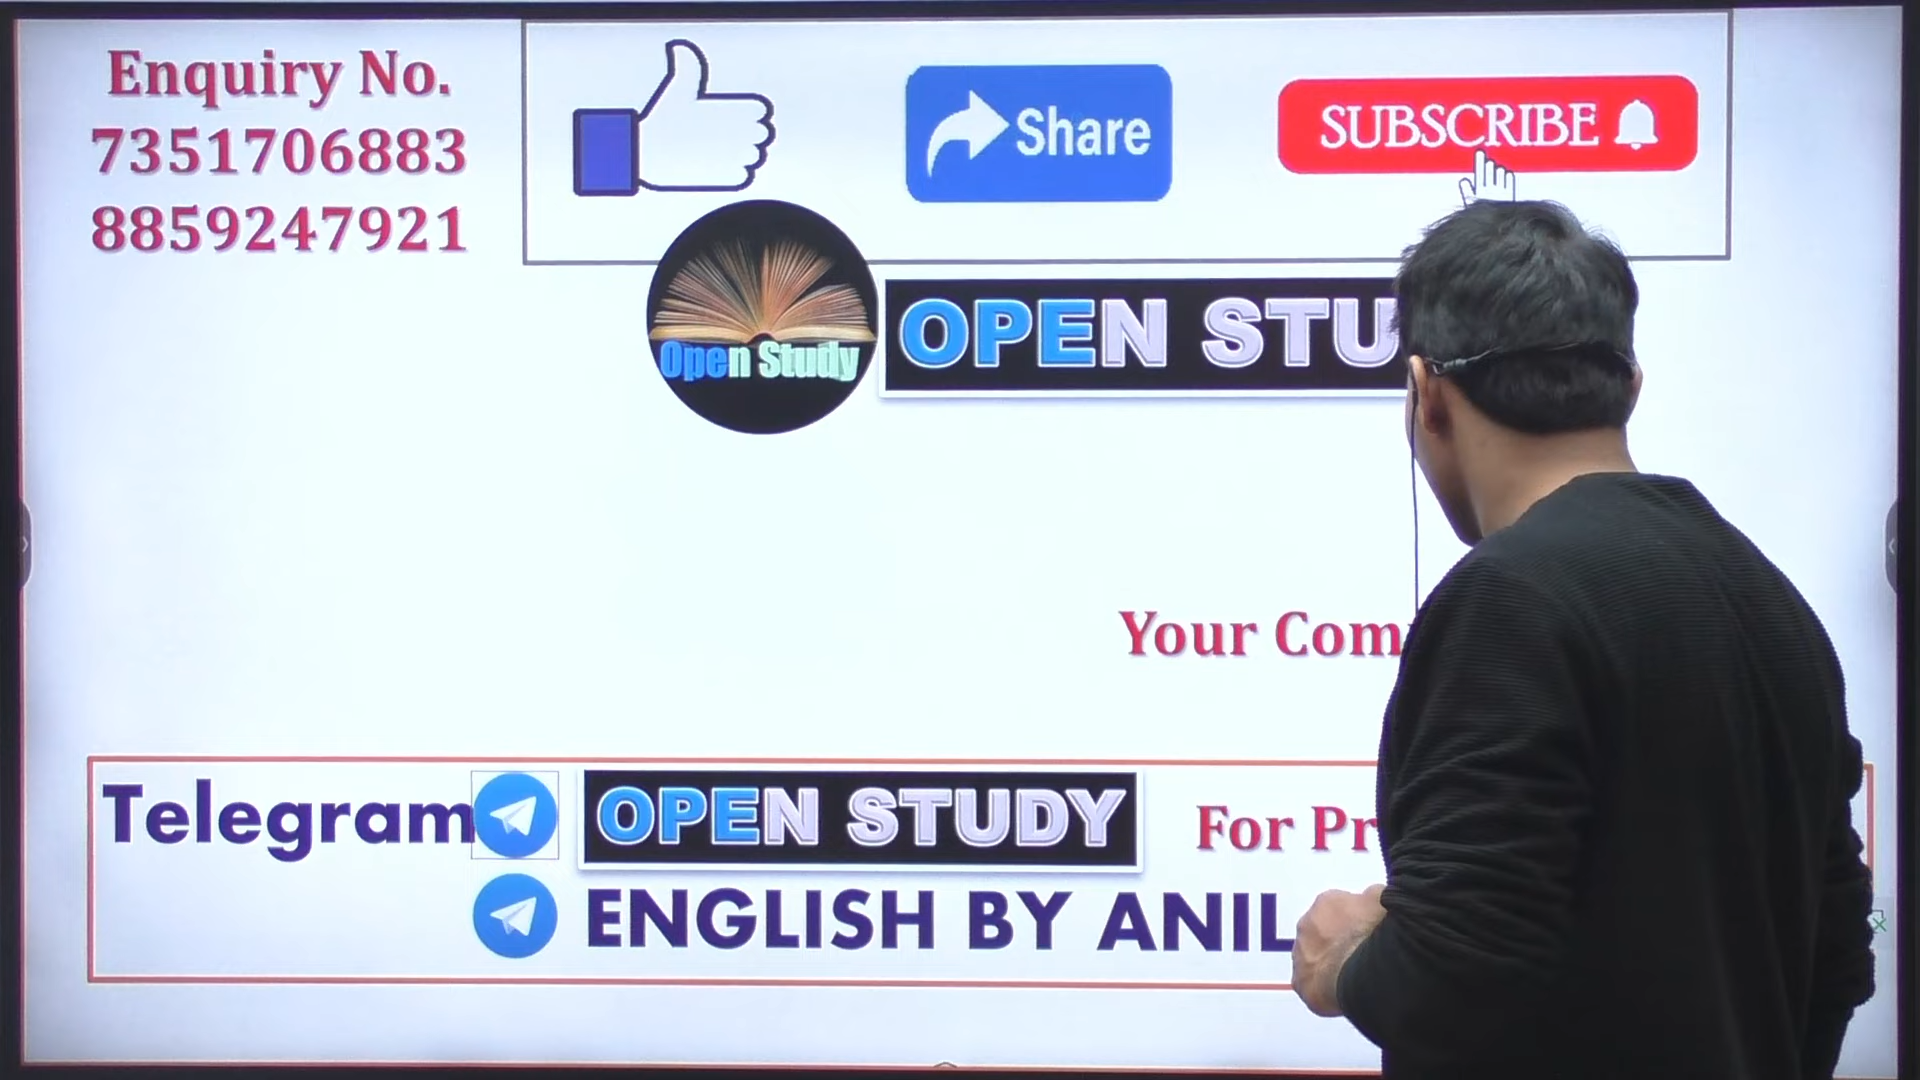 Enquiry No.
7351706883
8859247921
Share
SUBSCRIBE
Open Study
OPEN STU
Your Com
Telegram
OPEN STUDY
For Pr
ENGLISH BY ANIL